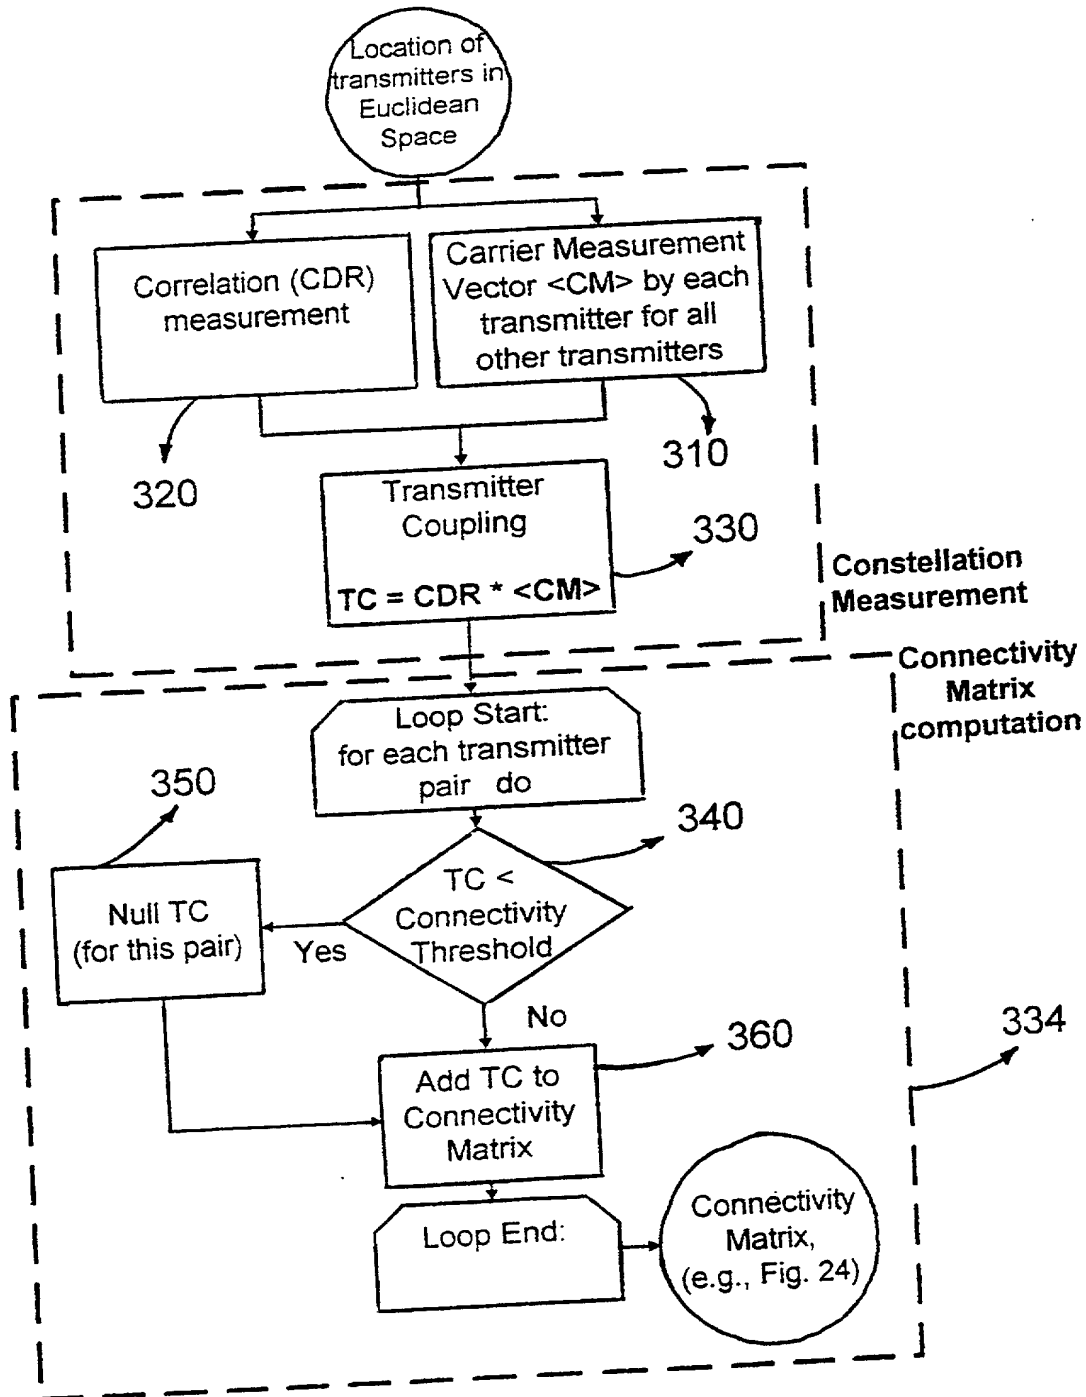 Location of
transmitters in
Euclidean
Space
Correlation (CDR)
measurement
Carrier Measurement
Vector <CM> by each
transmitter for all
other transmitters
320
310
Transmitter
Coupling
TC = CDR * <CM>
330
Constellation
Measurement
Connectivity
Matrix
computation
Loop Start:
for each transmitter
pair do
350
340
TC <
Connectivity
Threshold
Null TC
(for this pair)
Yes
No
360
334
Add TC to
Connectivity
Matrix
Loop End:
Connectivity
Matrix,
(e.g., Fig. 24)